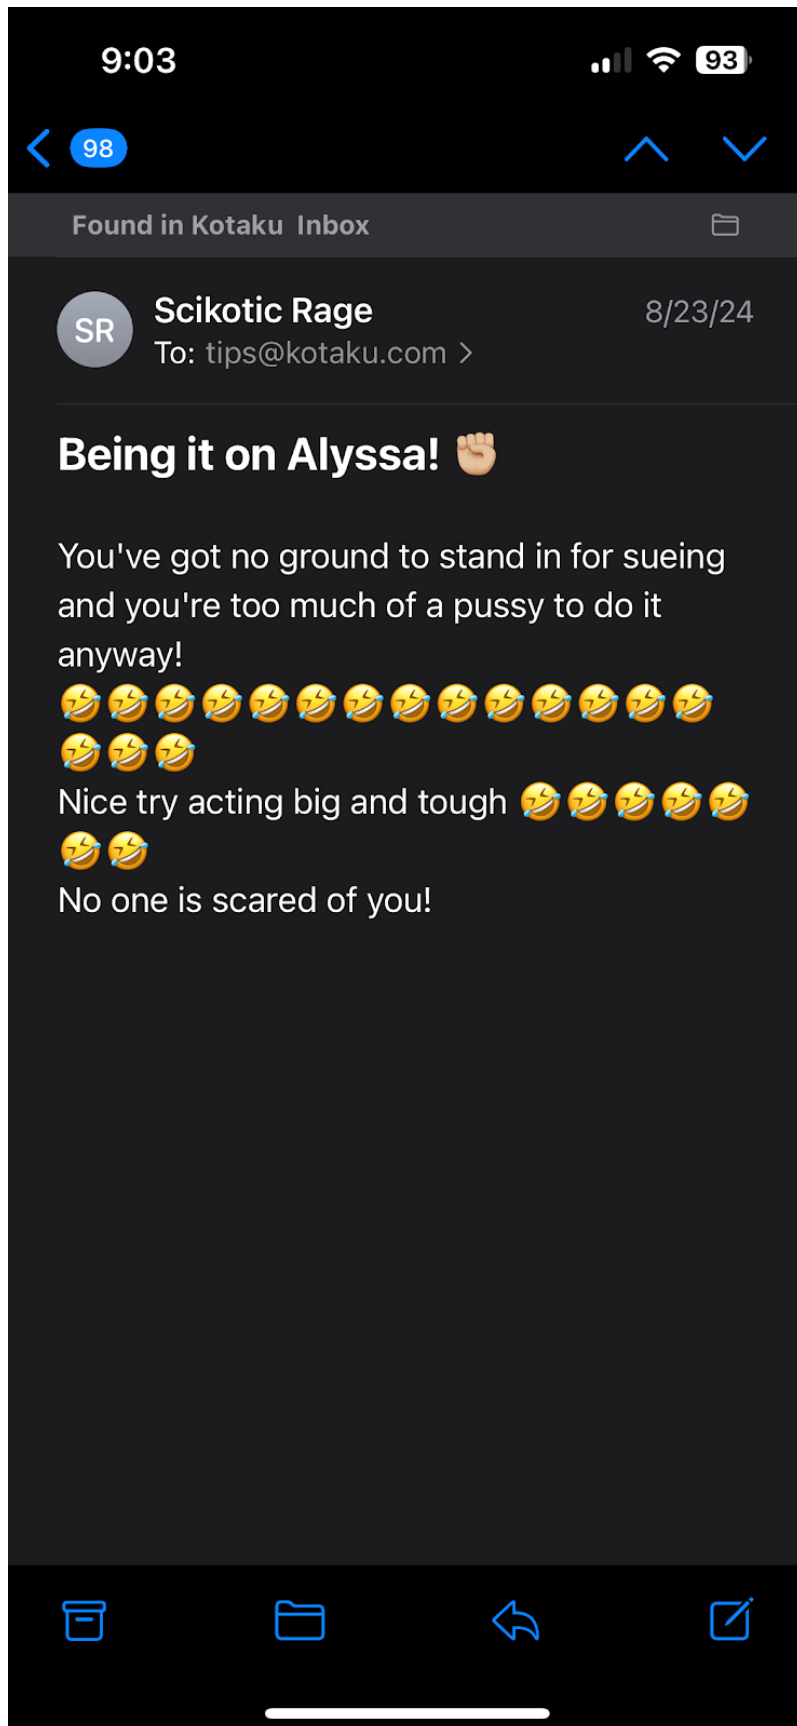 9:03
93
98
Found in Kotaku Inbox
SR
Scikotic Rage
8/23/24
To: tips@kotaku.com >
Being it on Alyssa! ✊🏼
You've got no ground to stand in for sueing
and you're too much of a pussy to do it
anyway!
🤣🤣🤣🤣🤣🤣🤣🤣🤣🤣🤣🤣🤣🤣
🤣🤣🤣
Nice try acting big and tough 🤣🤣🤣🤣🤣
🤣🤣
No one is scared of you!